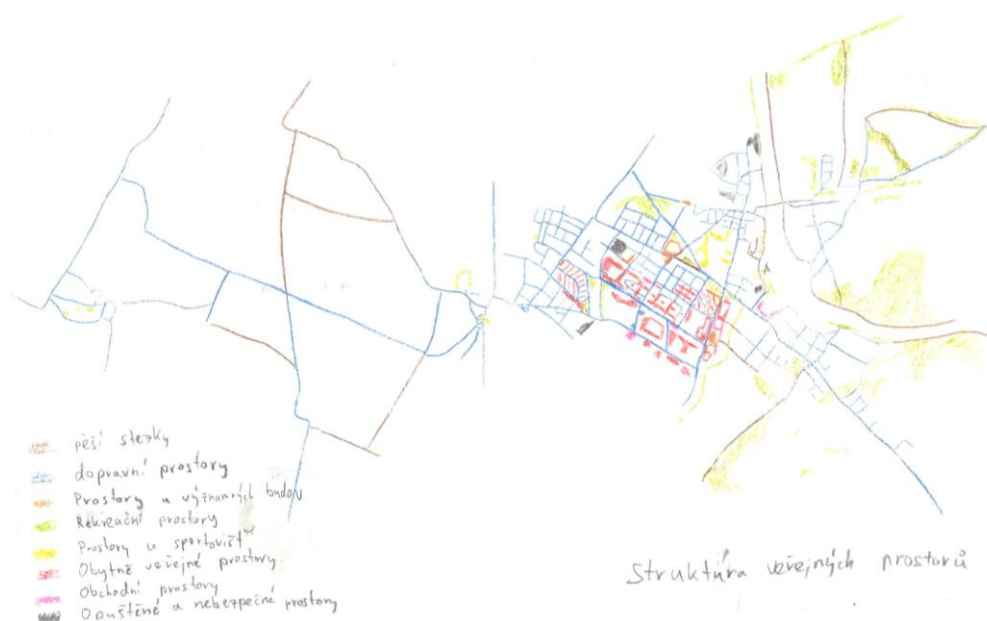 pěší stezky
dopravní prostory
Prostory u významných budov
Rekreační prostory
Prostory u sportovišť
Obytné veřejné prostory
Obchodní prostory
Opuštěné a nebezpečné prostory
Struktúra veřejných prostorů